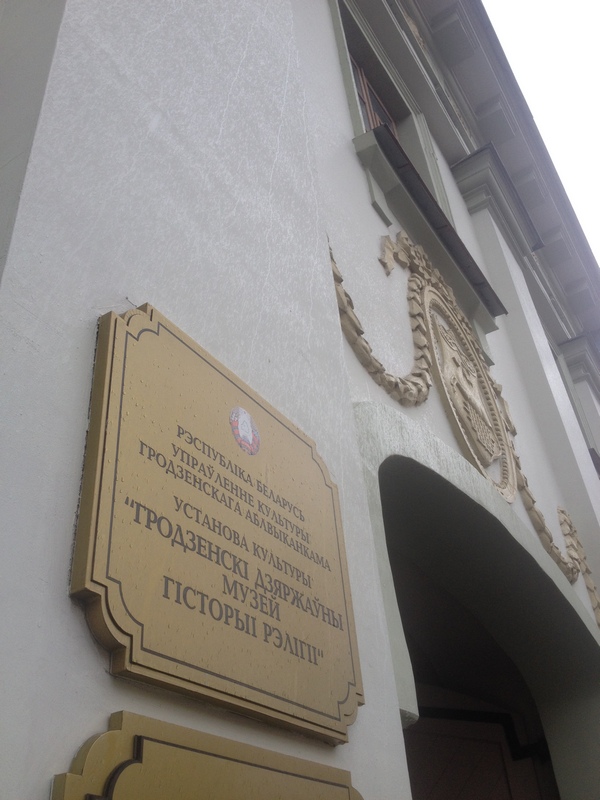 РЭСПУБЛІКА БЕЛАРУСЬ
УПРАЎЛЕННЕ КУЛЬТУРЫ
ГРОДЗЕНСКАГА АБЛВЫКАНКАМА
УСТАНОВА КУЛЬТУРЫ
"ГРОДЗЕНСКІ ДЗЯРЖАЎНЫ
МУЗЕЙ
ГІСТОРЫІ РЭЛІГІІ"